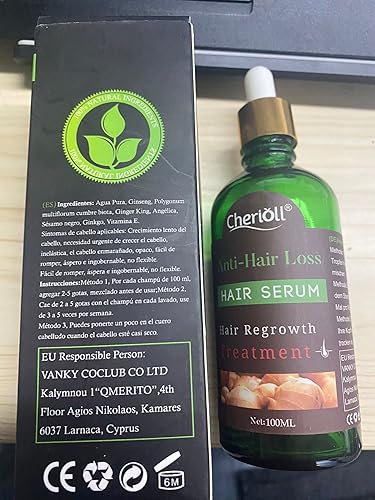 100% NATURAL INGREDIENTS
100% NATURAL INGREDIENTS
(ES) Ingredientes: Agua Pura, Ginseng, Polygonum
multiflorum cumbre biota, Ginger King, Angélica,
Sésamo negro, Ginkgo, Vitamina E.
Síntomas de cabello aplicables: Crecimiento lento del
cabello, necesidad urgente de crecer el cabello,
inelástica, el cabello enmarañado, opaco, fácil de
romper, áspero e ingobernable, no flexible.
Fácil de romper, áspera e ingobernable, no flexible.
Instrucciones:Método 1, Por cada champú de 100 ml,
agregar 2-5 gotas, mezclado antes de usar;Método 2,
Cae de 2 a 5 gotas con el champú en cada lavado, use
de 3 a 5 veces por semana.
Método 3, Puedes ponerte un poco en el cuero
cabelludo cuando el cabello esté casi seco.
EU Responsible Person:
VANKY COCLUB CO LTD
Kalymnou 1“QMERITO”,4th
Floor Agios Nikolaos, Kamares
6037 Larnaca, Cyprus
CE 6M
Cherioll®
Anti-Hair Loss
HAIR SERUM
Hair Regrowth
Treatment
Net:100ML